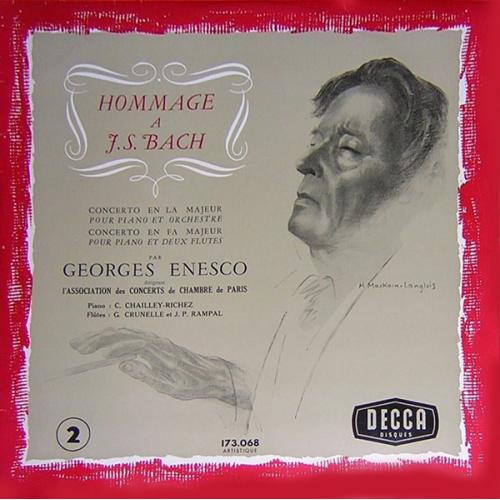 HOMMAGE
A
J.S. BACH
CONCERTO EN LA MAJEUR
POUR PIANO ET ORCHESTRE
CONCERTO EN FA MAJEUR
POUR PIANO ET DEUX FLUTES
PAR
GEORGES ENESCO
dirigeant
l'ASSOCIATION des CONCERTS de CHAMBRE de PARIS
Piano : C. CHAILLEY-RICHEZ
Flûtes : G. CRUNELLE et J. P. RAMPAL
2
173.068
ARTISTIQUE
DECCA
DISQUES